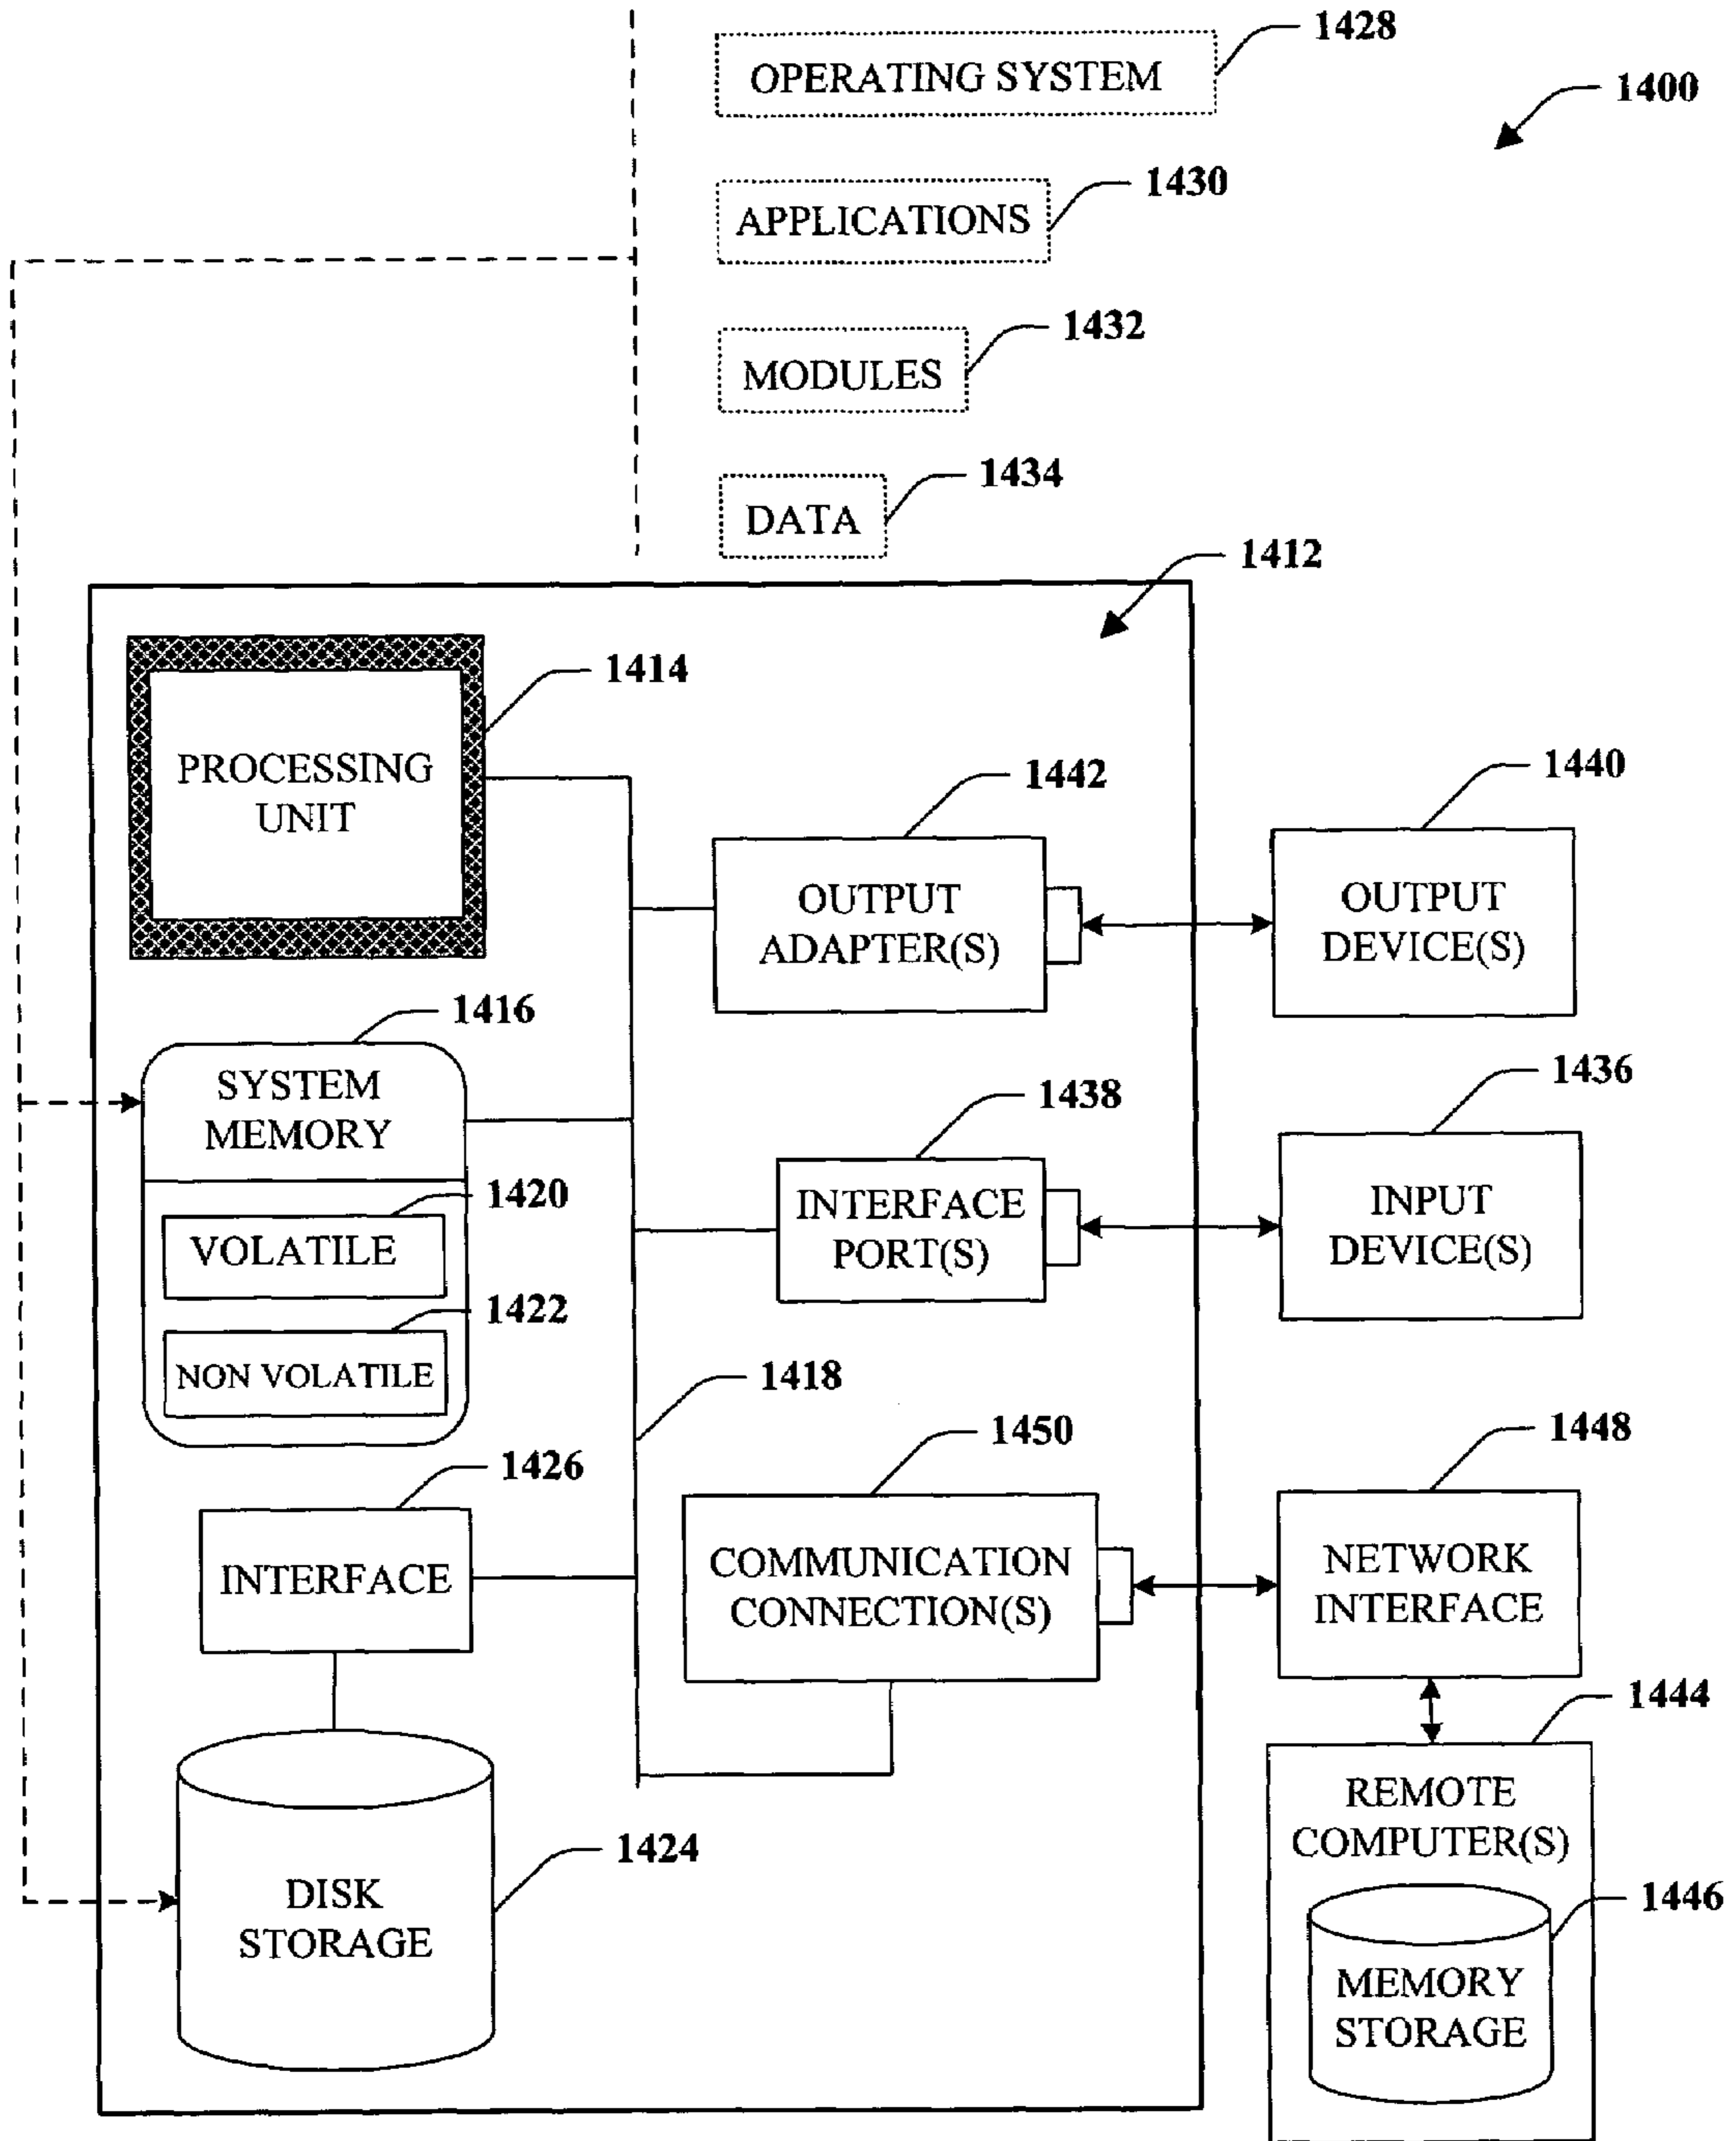 1428
OPERATING SYSTEM
1400
1430
APPLICATIONS
1432
MODULES
1434
DATA
1412
1414
PROCESSING
UNIT
1442
OUTPUT
ADAPTER(S)
1440
OUTPUT
DEVICE(S)
1416
SYSTEM
MEMORY
1420
VOLATILE
1422
NON VOLATILE
1438
INTERFACE
PORT(S)
1436
INPUT
DEVICE(S)
1418
1426
INTERFACE
1450
COMMUNICATION
CONNECTION(S)
1448
NETWORK
INTERFACE
1424
DISK
STORAGE
1444
REMOTE
COMPUTER(S)
1446
MEMORY
STORAGE